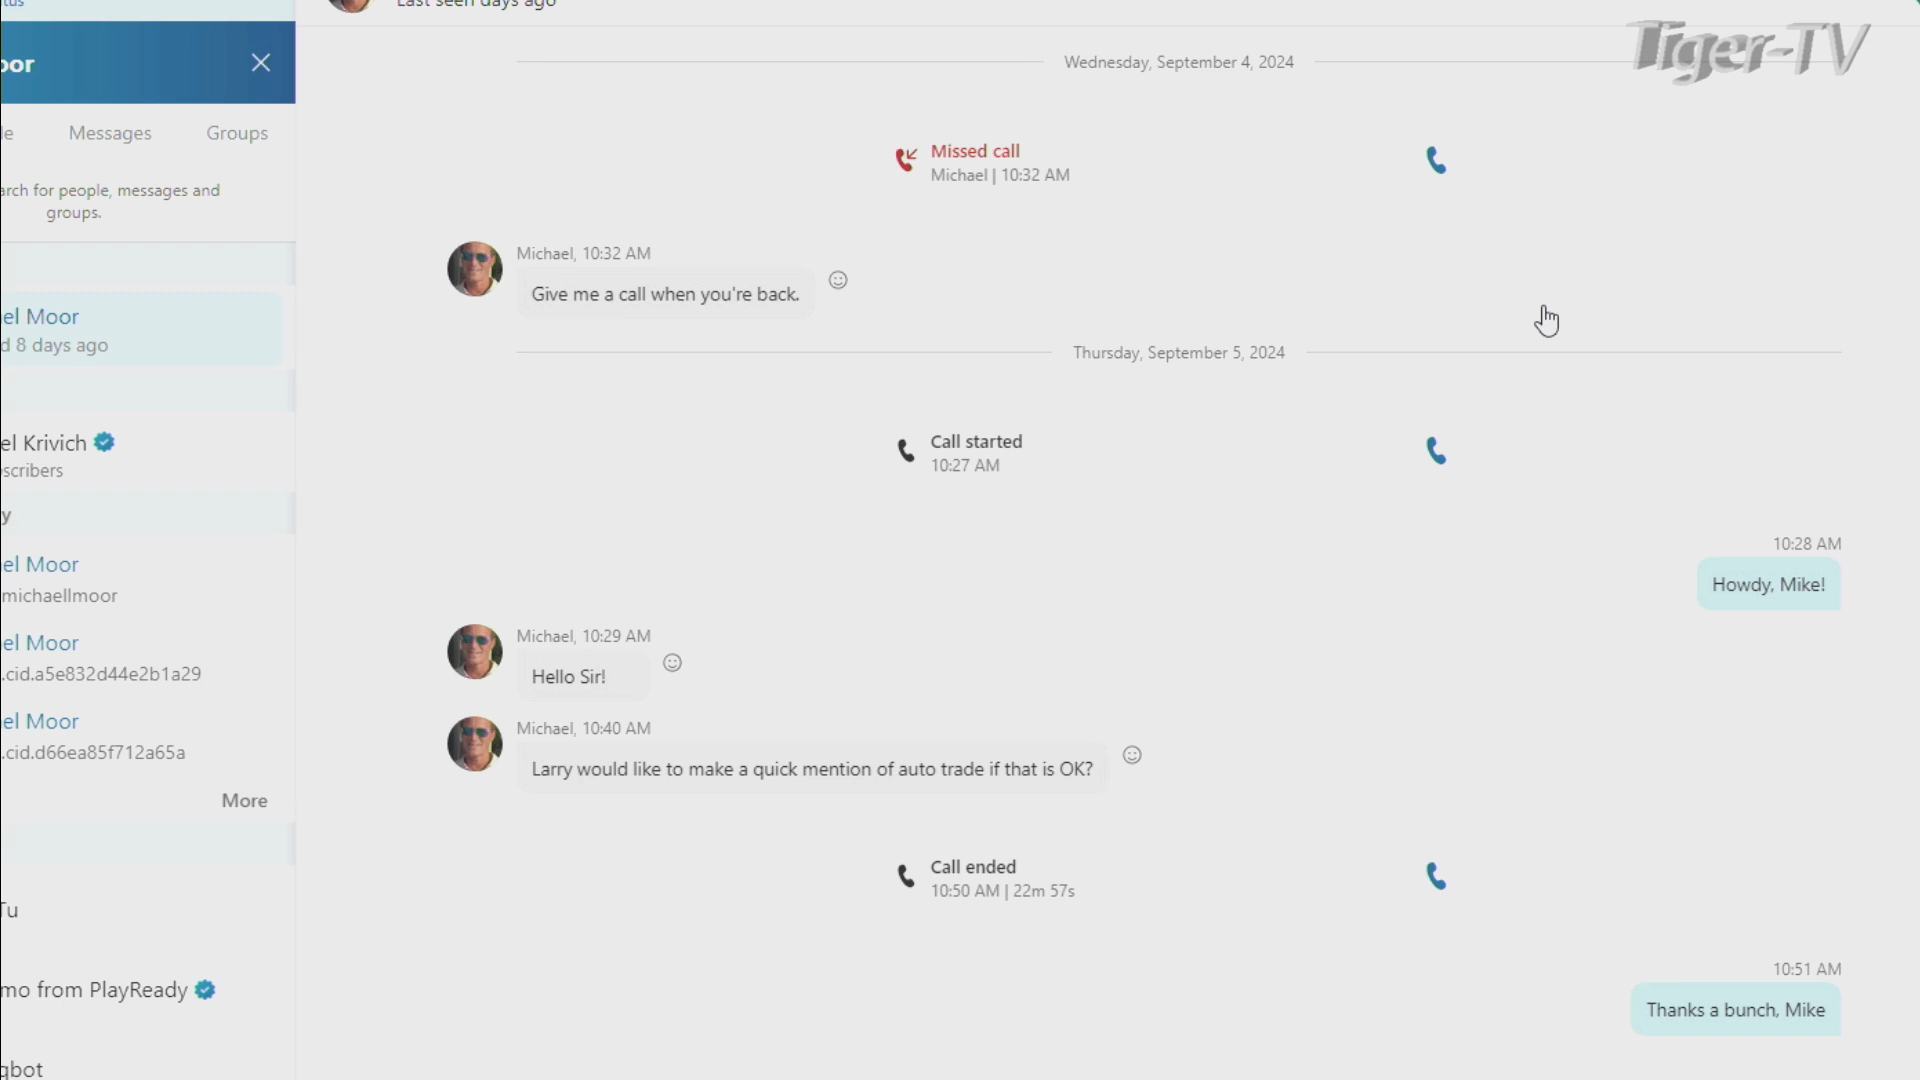 Last seen days ago
Tiger-TV
Wednesday, September 4, 2024
Messages
Groups
for people, messages and
groups.
Missed call
Michael | 10:32 AM
Michael, 10:32 AM
Give me a call when you're back.
el Moor
d 8 days ago
Thursday, September 5, 2024
el Krivich
scribers
y
Call started
10:27 AM
10:28 AM
Howdy, Mike!
el Moor
michaellmoor
el Moor
.cid.a5e832d44e2b1a29
el Moor
.cid.d66ea85f712a65a
More
Michael, 10:29 AM
Hello Sir!
Michael, 10:40 AM
Larry would like to make a quick mention of auto trade if that is OK?
Call ended
10:50 AM | 22m 57s
Tu
mo from PlayReady
10:51 AM
Thanks a bunch, Mike